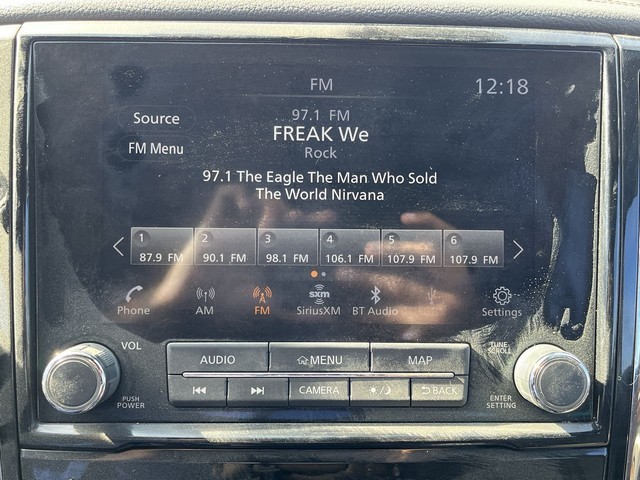 FM
12:18
97.1 FM
FREAK We
Rock
Source
FM Menu
97.1 The Eagle The Man Who Sold
The World Nirvana
1
87.9 FM
2
90.1 FM
3
98.1 FM
4
106.1 FM
5
107.9 FM
6
107.9 FM
Phone
AM
FM
sxm
SiriusXM
BT Audio
Settings
VOL
AUDIO
MENU
MAP
TUNE·
SCROLL
PUSH
POWER
CAMERA
BACK
ENTER
SETTING